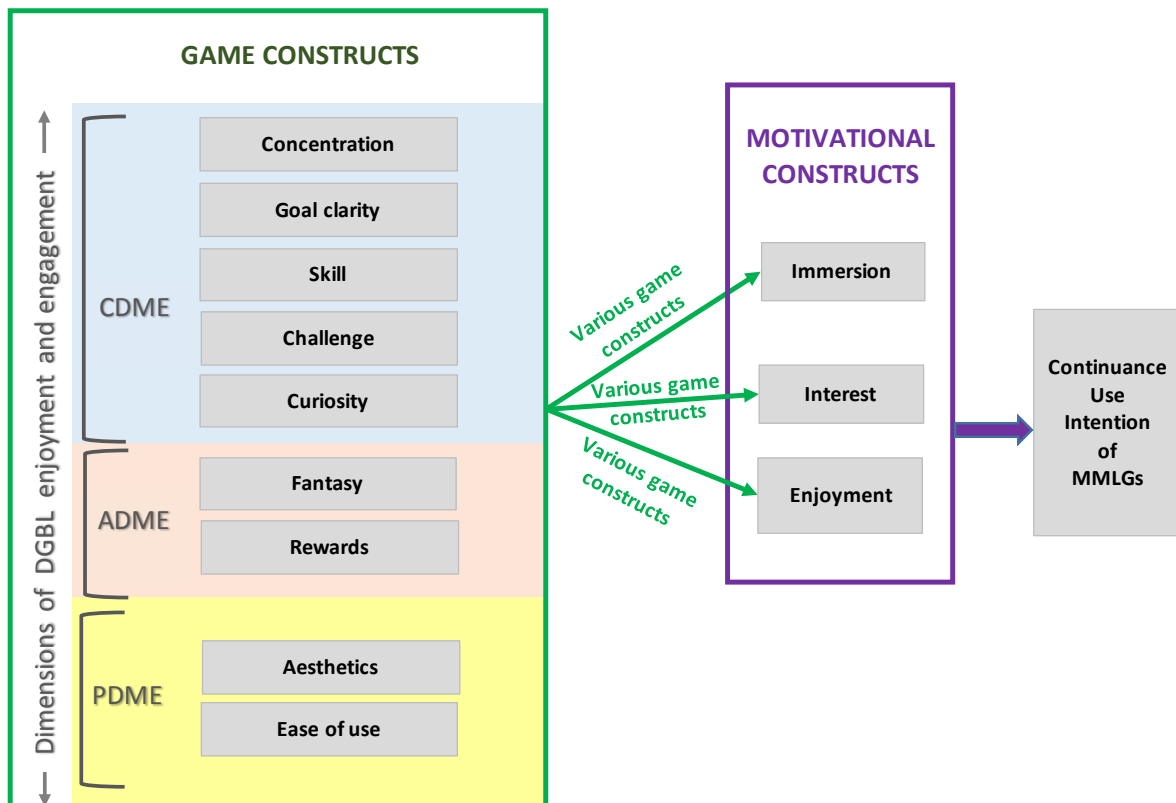 GAME CONSTRUCTS
Dimensions of DGBL enjoyment and engagement
CDME
Concentration
Goal clarity
Skill
Challenge
Curiosity
ADME
Fantasy
Rewards
PDME
Aesthetics
Ease of use
Various game
constructs
Various game
constructs
Various game
constructs
MOTIVATIONAL
CONSTRUCTS
Immersion
Interest
Enjoyment
Continuance
Use
Intention
of
MMLGs